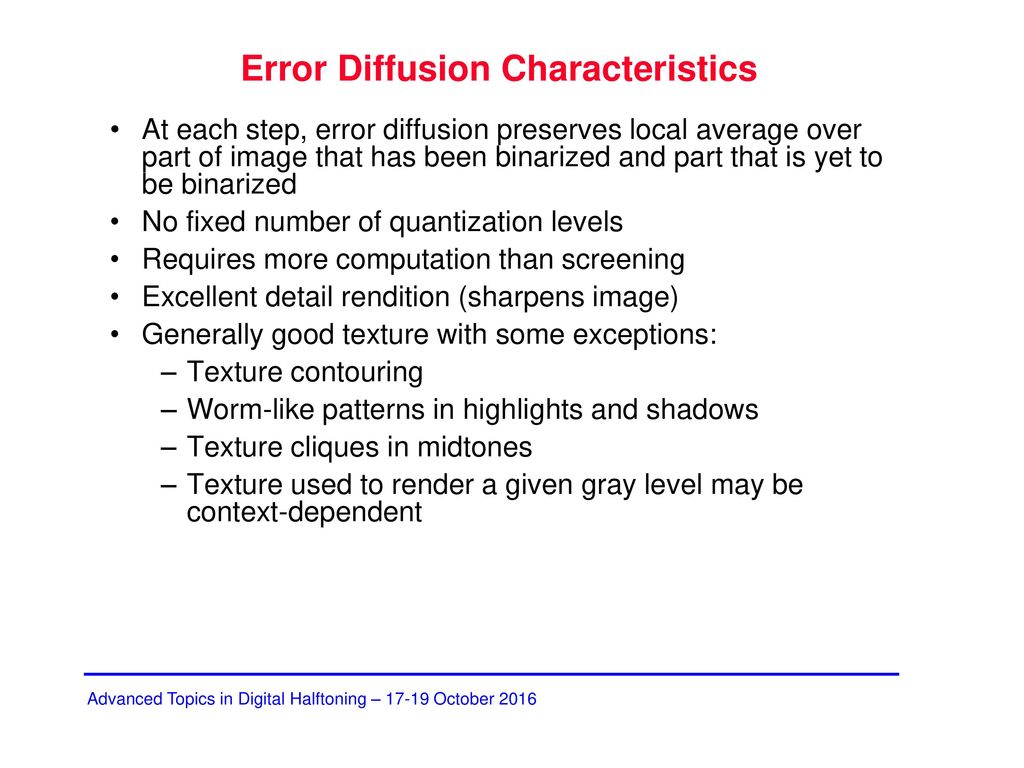 Error Diffusion Characteristics
• At each step, error diffusion preserves local average over
part of image that has been binarized and part that is yet to
be binarized
• No fixed number of quantization levels
• Requires more computation than screening
• Excellent detail rendition (sharpens image)
• Generally good texture with some exceptions:
– Texture contouring
– Worm-like patterns in highlights and shadows
– Texture cliques in midtones
– Texture used to render a given gray level may be
context-dependent
Advanced Topics in Digital Halftoning – 17-19 October 2016